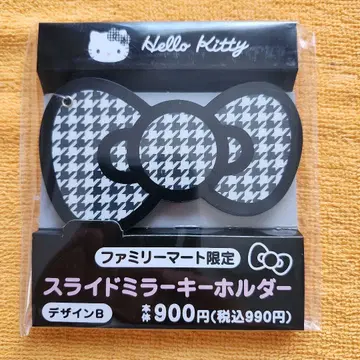 Hello Kitty
ファミリーマート限定
スライドミラーキーホルダー
デザインB 本体 900円(税込990円)